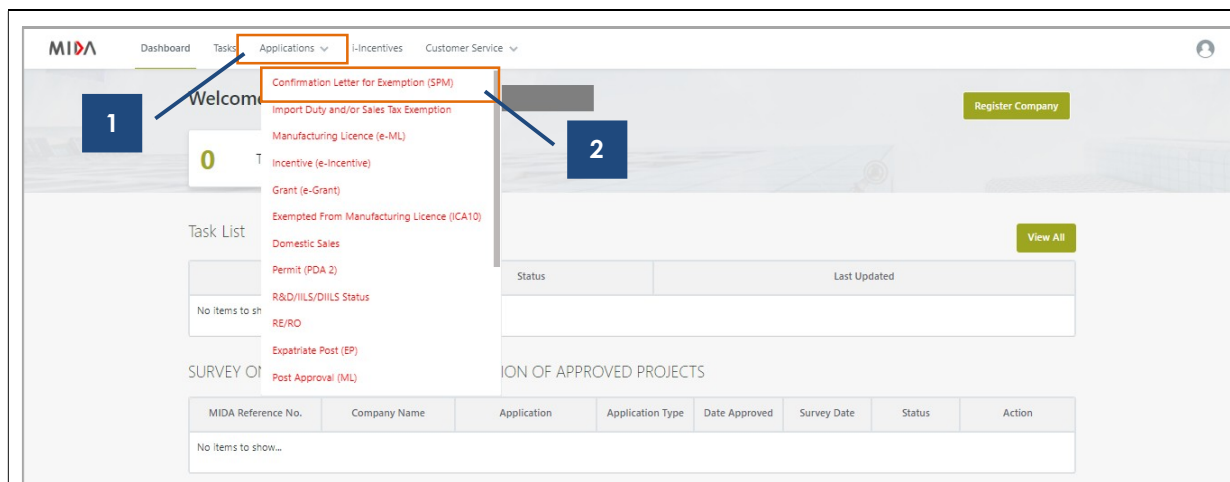 MIDA
Dashboard Tasks Applications i-Incentives Customer Service
Confirmation Letter for Exemption (SPM)
Welcome
Import Duty and/or Sales Tax Exemption
Register Company
1
Manufacturing Licence (e-ML)
2
0 T
Incentive (e-Incentive)
Grant (e-Grant)
Exempted From Manufacturing Licence (ICA10)
Task List
View All
Domestic Sales
Permit (PDA 2)
Status Last Updated
R&D/IILS/DIILS Status
No items to sh
RE/RO
Expatriate Post (EP)
SURVEY ON ION OF APPROVED PROJECTS
Post Approval (ML)
MIDA Reference No. Company Name Application Application Type Date Approved Survey Date Status Action
No items to show...